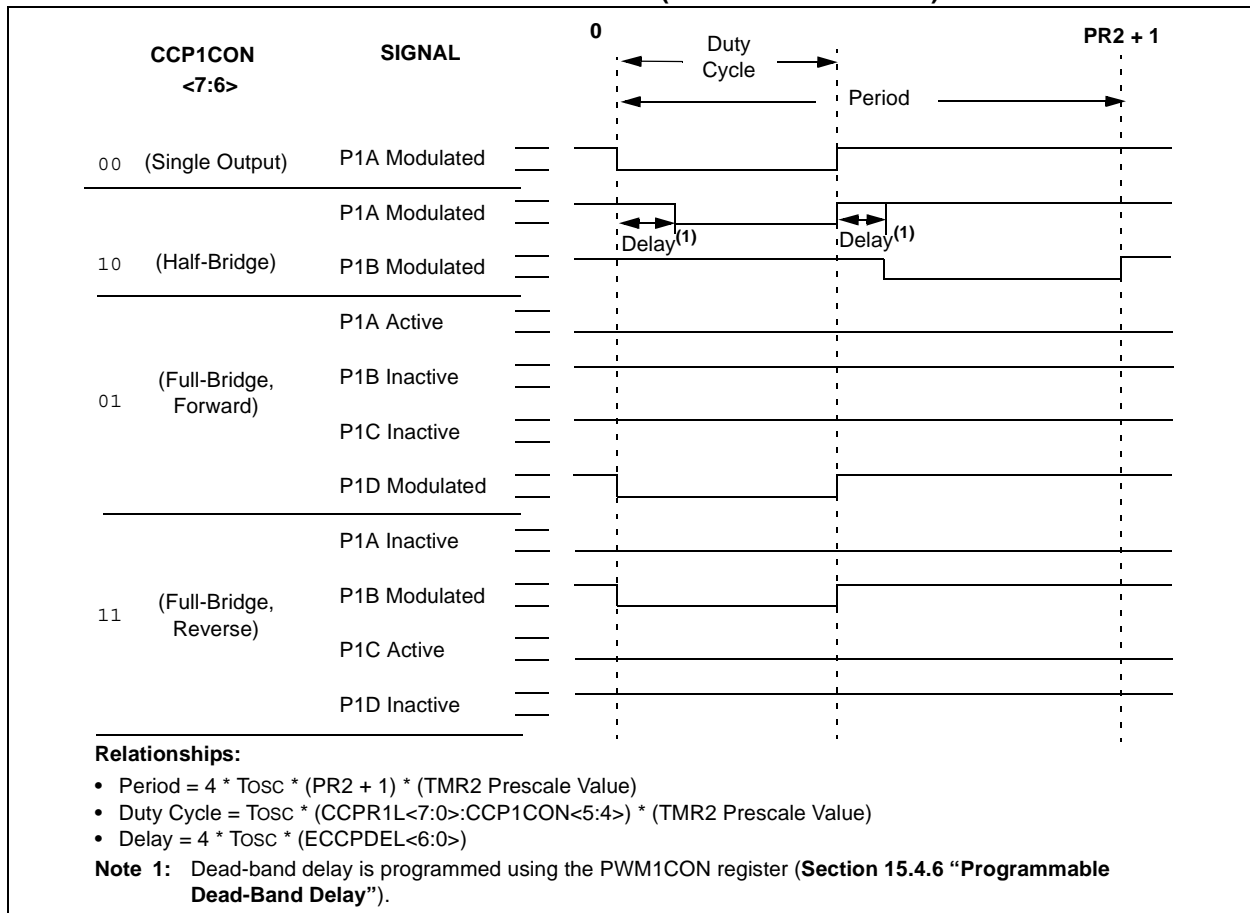 0
PR2 + 1
CCP1CON
<7:6>
SIGNAL
Duty
Cycle
Period
00 (Single Output) P1A Modulated
P1A Modulated
Delay(1) Delay(1)
10 (Half-Bridge) P1B Modulated
P1A Active
01 (Full-Bridge,
Forward)
P1B Inactive
P1C Inactive
P1D Modulated
P1A Inactive
11 (Full-Bridge,
Reverse)
P1B Modulated
P1C Active
P1D Inactive
Relationships:
• Period = 4 * TOSC * (PR2 + 1) * (TMR2 Prescale Value)
• Duty Cycle = TOSC * (CCPR1L<7:0>:CCP1CON<5:4>) * (TMR2 Prescale Value)
• Delay = 4 * TOSC * (ECCPDEL<6:0>)
Note 1: Dead-band delay is programmed using the PWM1CON register (Section 15.4.6 “Programmable
Dead-Band Delay”).